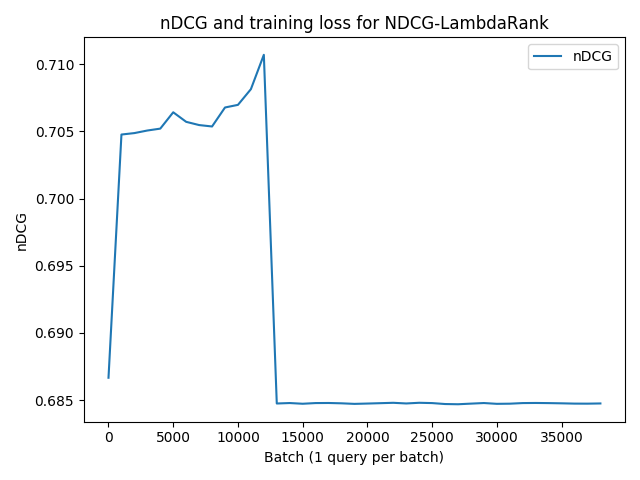 nDCG and training loss for NDCG-LambdaRank
nDCG
0.710
0.705
0.700
0.695
0.690
0.685
nDCG
0 5000 10000 15000 20000 25000 30000 35000
Batch (1 query per batch)